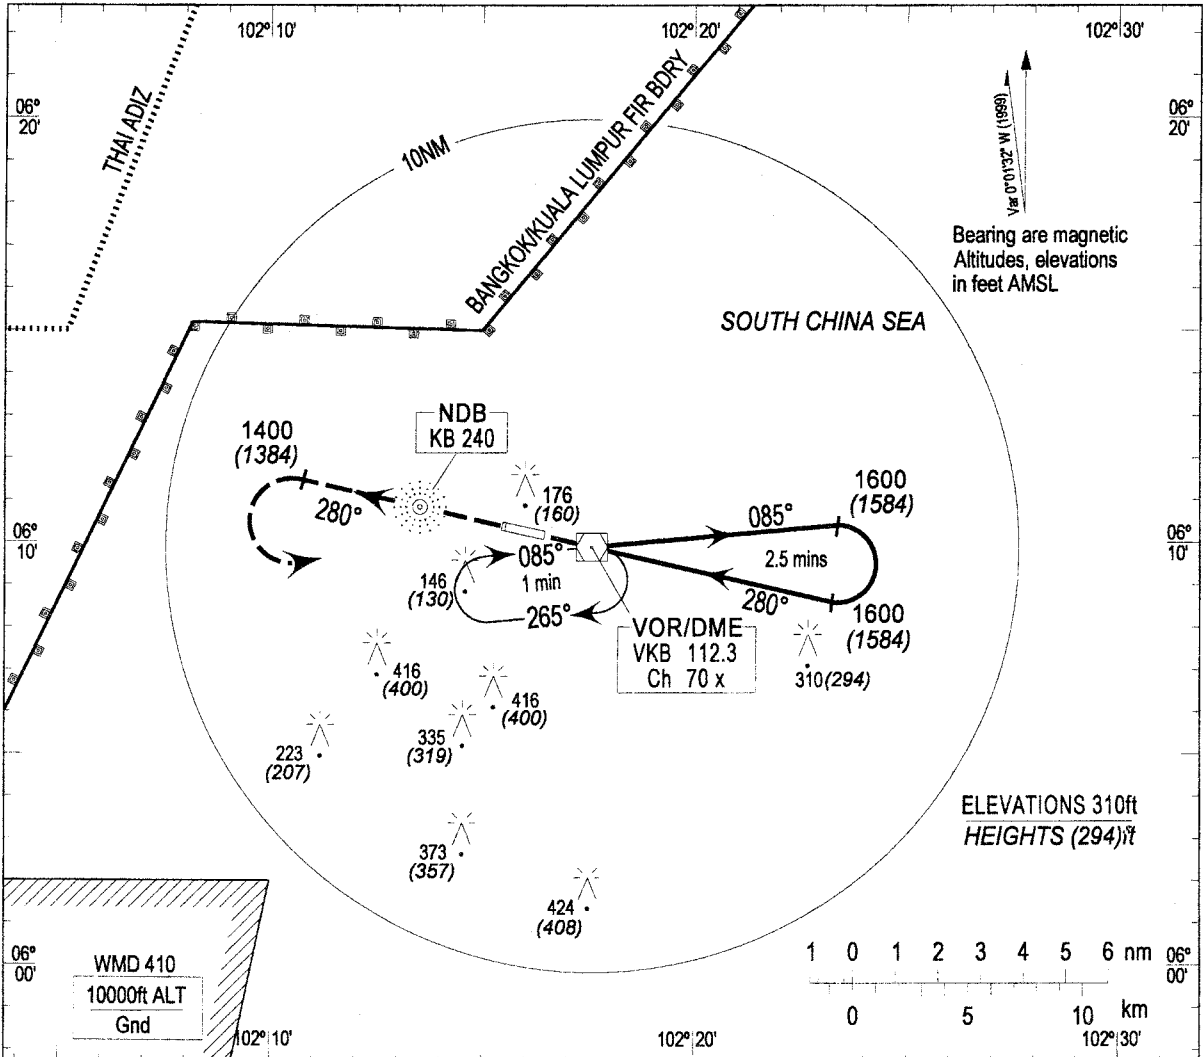 102° 10'
102° 20'
102° 30'
THAI ADIZ
06°
20'
06°
20'
BANGKOK/KUALA LUMPUR FIR BDRY
10NM
Var 0°01.32' W (1999)
Bearing are magnetic
Altitudes, elevations
in feet AMSL
SOUTH CHINA SEA
NDB
KB 240
1400
(1384)
280°
176
(160)
1600
(1584)
085°
2.5 mins
280°
1600
(1584)
06°
10'
06°
10'
085°
1 min
265°
146
(130)
VOR/DME
VKB 112.3
Ch 70 x
310(294)
416
(400)
416
(400)
335
(319)
223
(207)
373
(357)
424
(408)
ELEVATIONS 310ft
HEIGHTS (294)ft
06°
00'
WMD 410
10000ft ALT
Gnd
1 0 1 2 3 4 5 6 nm
06°
00'
0 5 10 km
102° 10'
102° 20'
102° 30'